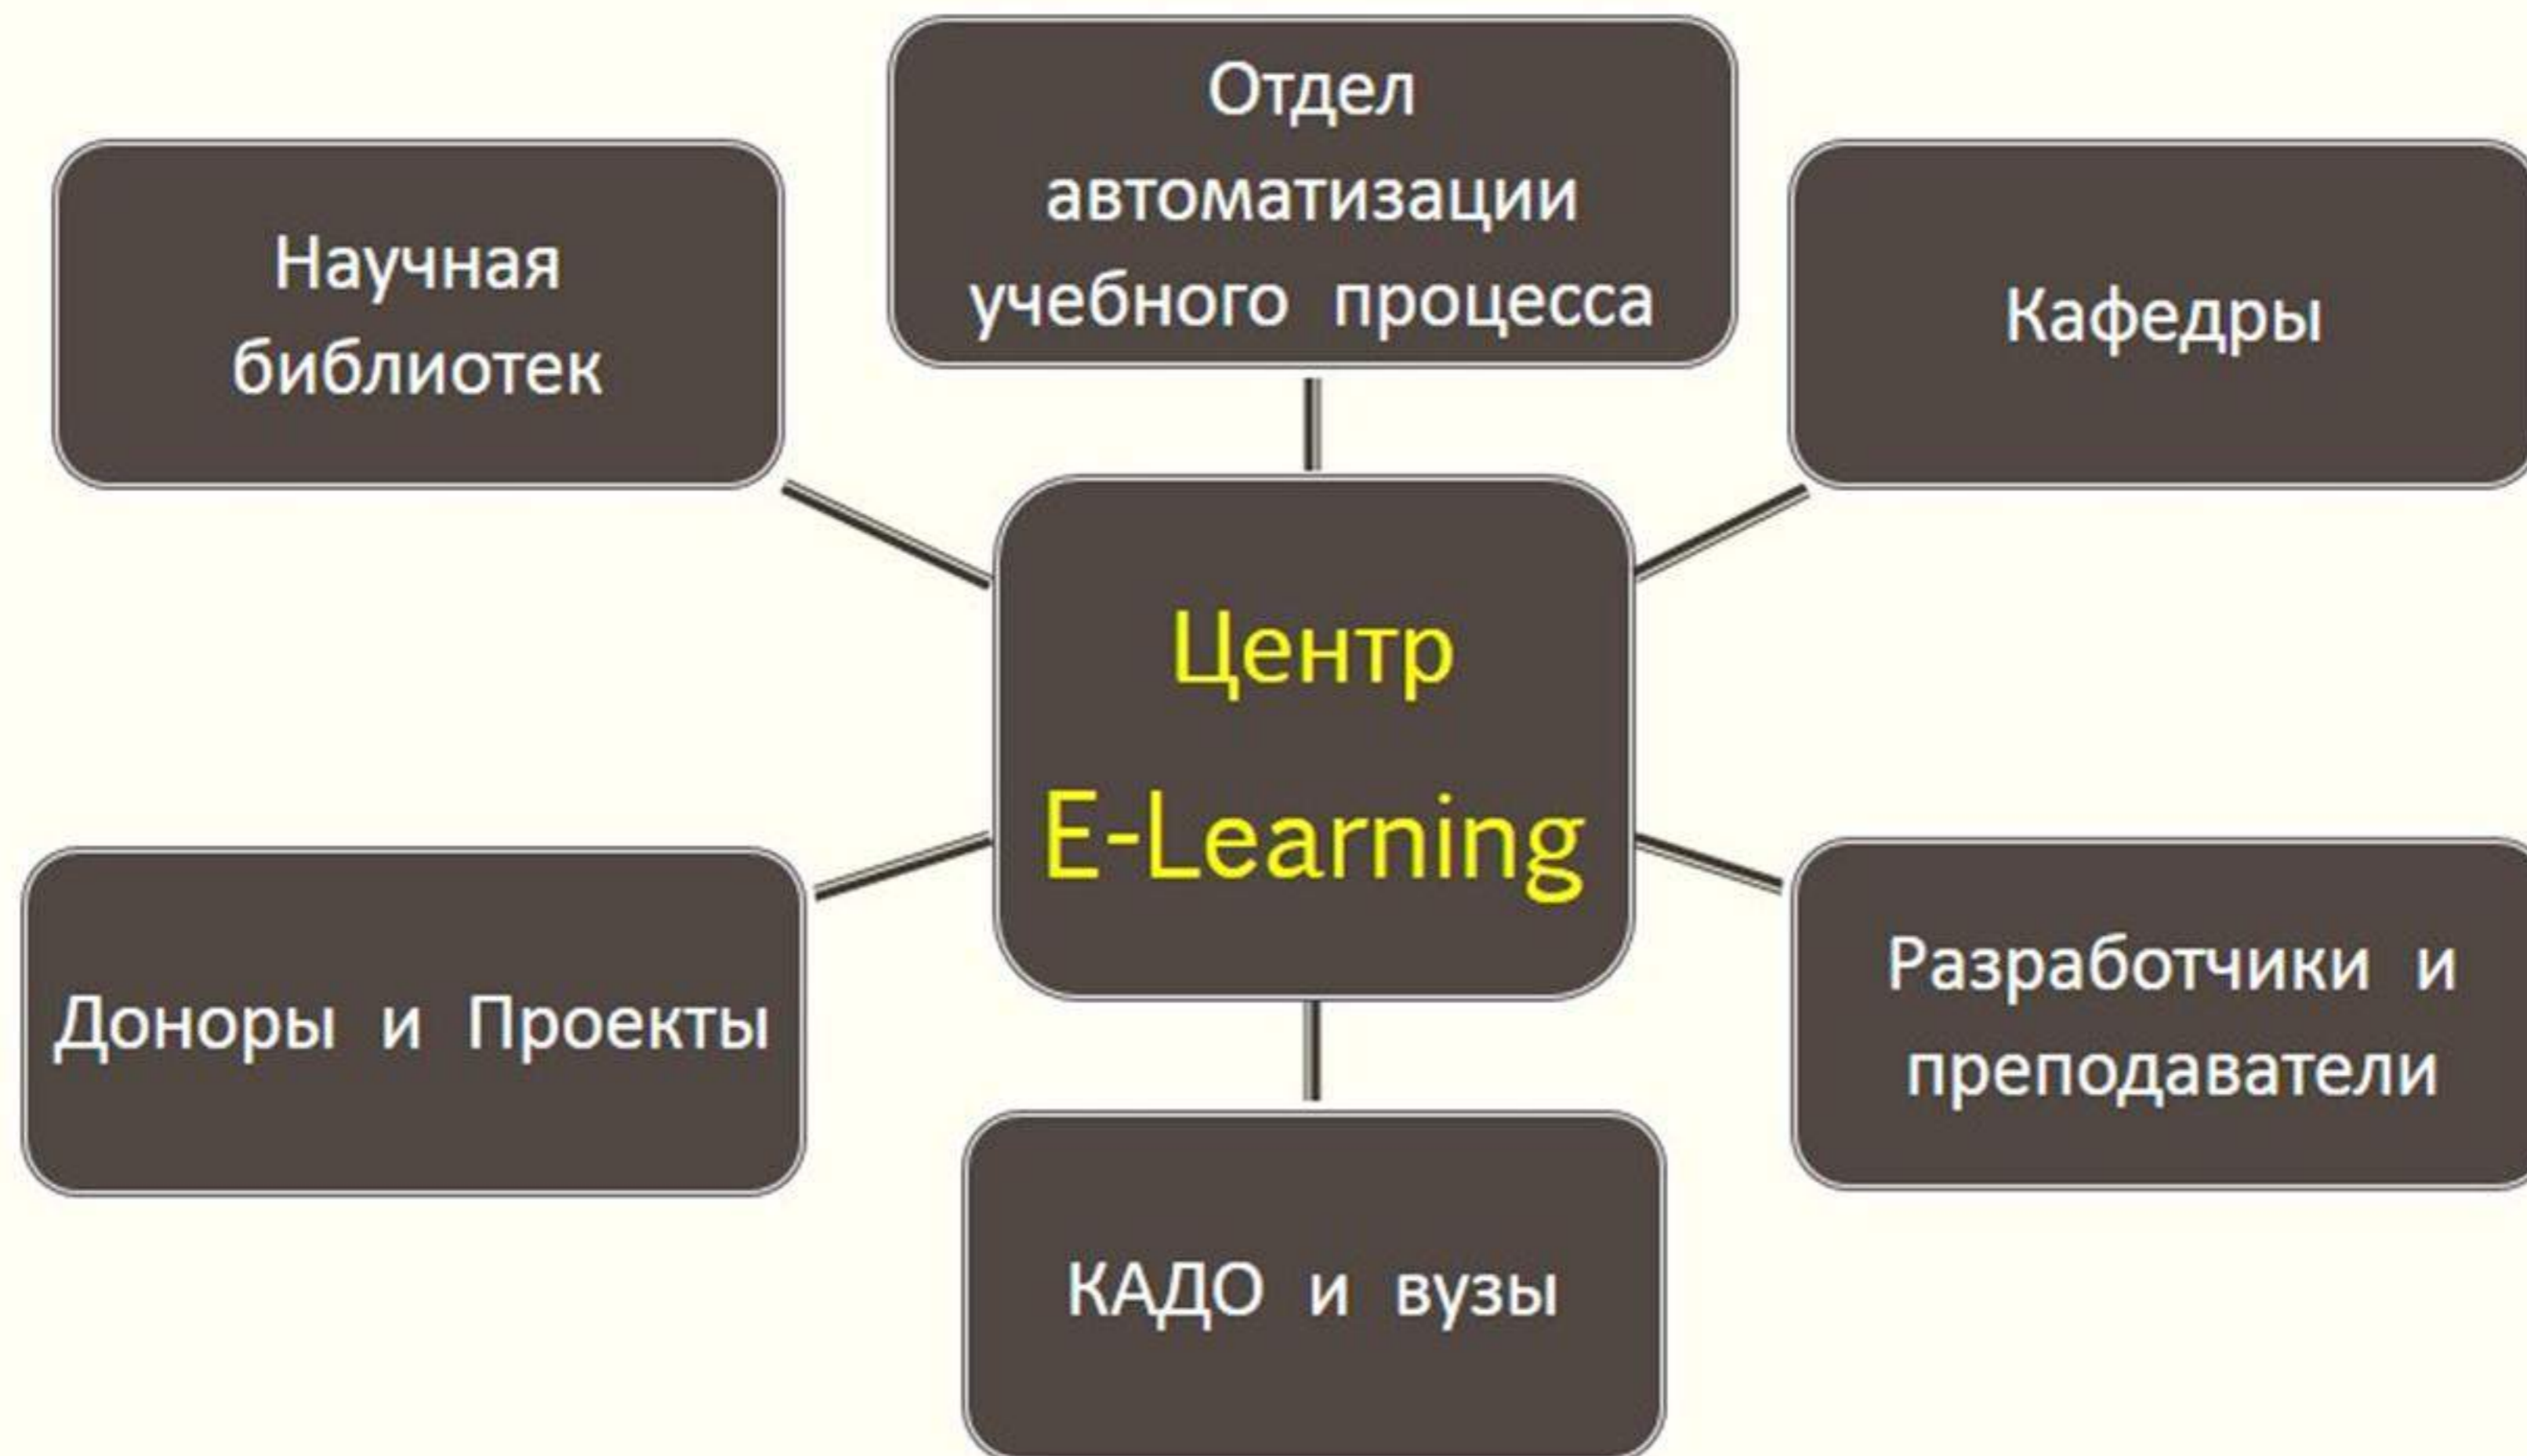 Отдел
автоматизации
учебного процесса
Научная
библиотек
Кафедры
Центр
E-Learning
Доноры и Проекты
Разработчики и
преподаватели
КАДО и вузы